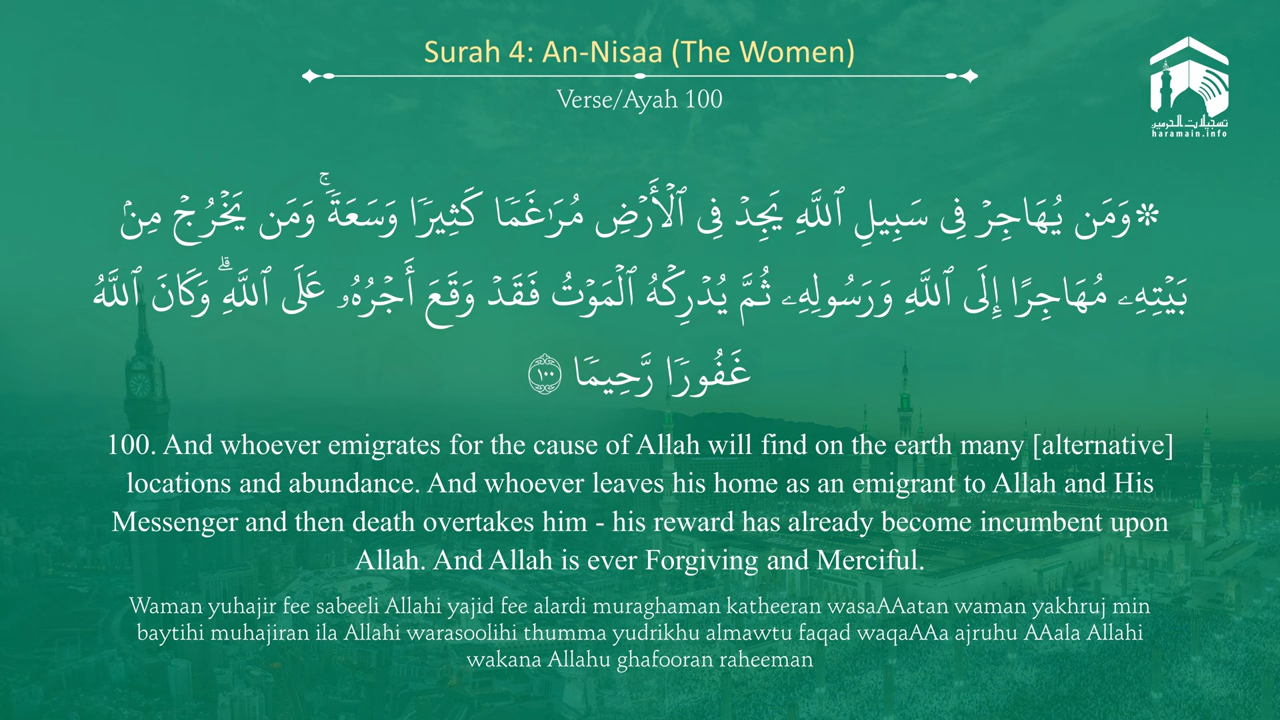 Surah 4: An-Nisaa (The Women)
Verse/Ayah 100
تسجيلات الحرمين
haramain.info
۞ وَمَن يُهَاجِرۡ فِي سَبِيلِ ٱللَّهِ يَجِدۡ فِي ٱلۡأَرۡضِ مُرَٰغَمٗا كَثِيرٗا وَسَعَةٗۚ وَمَن يَخۡرُجۡ مِنۢ
بَيۡتِهِۦ مُهَاجِرًا إِلَى ٱللَّهِ وَرَسُولِهِۦ ثُمَّ يُدۡرِكۡهُ ٱلۡمَوۡتُ فَقَدۡ وَقَعَ أَجۡرُهُۥ عَلَى ٱللَّهِۗ وَكَانَ ٱللَّهُ
غَفُورٗا رَّحِيمٗا ١٠٠
100. And whoever emigrates for the cause of Allah will find on the earth many [alternative]
locations and abundance. And whoever leaves his home as an emigrant to Allah and His
Messenger and then death overtakes him - his reward has already become incumbent upon
Allah. And Allah is ever Forgiving and Merciful.
Waman yuhajir fee sabeeli Allahi yajid fee alardi muraghaman katheeran wasaAAatan waman yakhruj min
baytihi muhajiran ila Allahi warasoolihi thumma yudrikhu almawtu faqad waqaAAa ajruhu AAala Allahi
wakana Allahu ghafooran raheeman